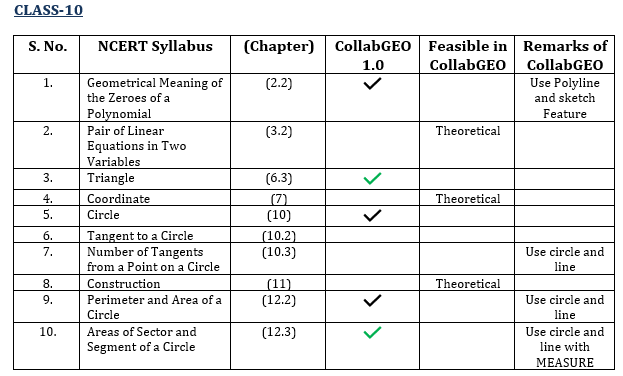 CLASS-10
S. No. NCERT Syllabus (Chapter) CollabGEO 1.0 Feasible in CollabGEO Remarks of CollabGEO
1. Geometrical Meaning of the Zeroes of a Polynomial (2.2) ✓ Use Polyline and sketch Feature
2. Pair of Linear Equations in Two Variables (3.2) Theoretical
3. Triangle (6.3) ✓
4. Coordinate (7) Theoretical
5. Circle (10) ✓
6. Tangent to a Circle (10.2)
7. Number of Tangents from a Point on a Circle (10.3) Use circle and line
8. Construction (11) Theoretical
9. Perimeter and Area of a Circle (12.2) ✓ Use circle and line
10. Areas of Sector and Segment of a Circle (12.3) ✓ Use circle and line with MEASURE